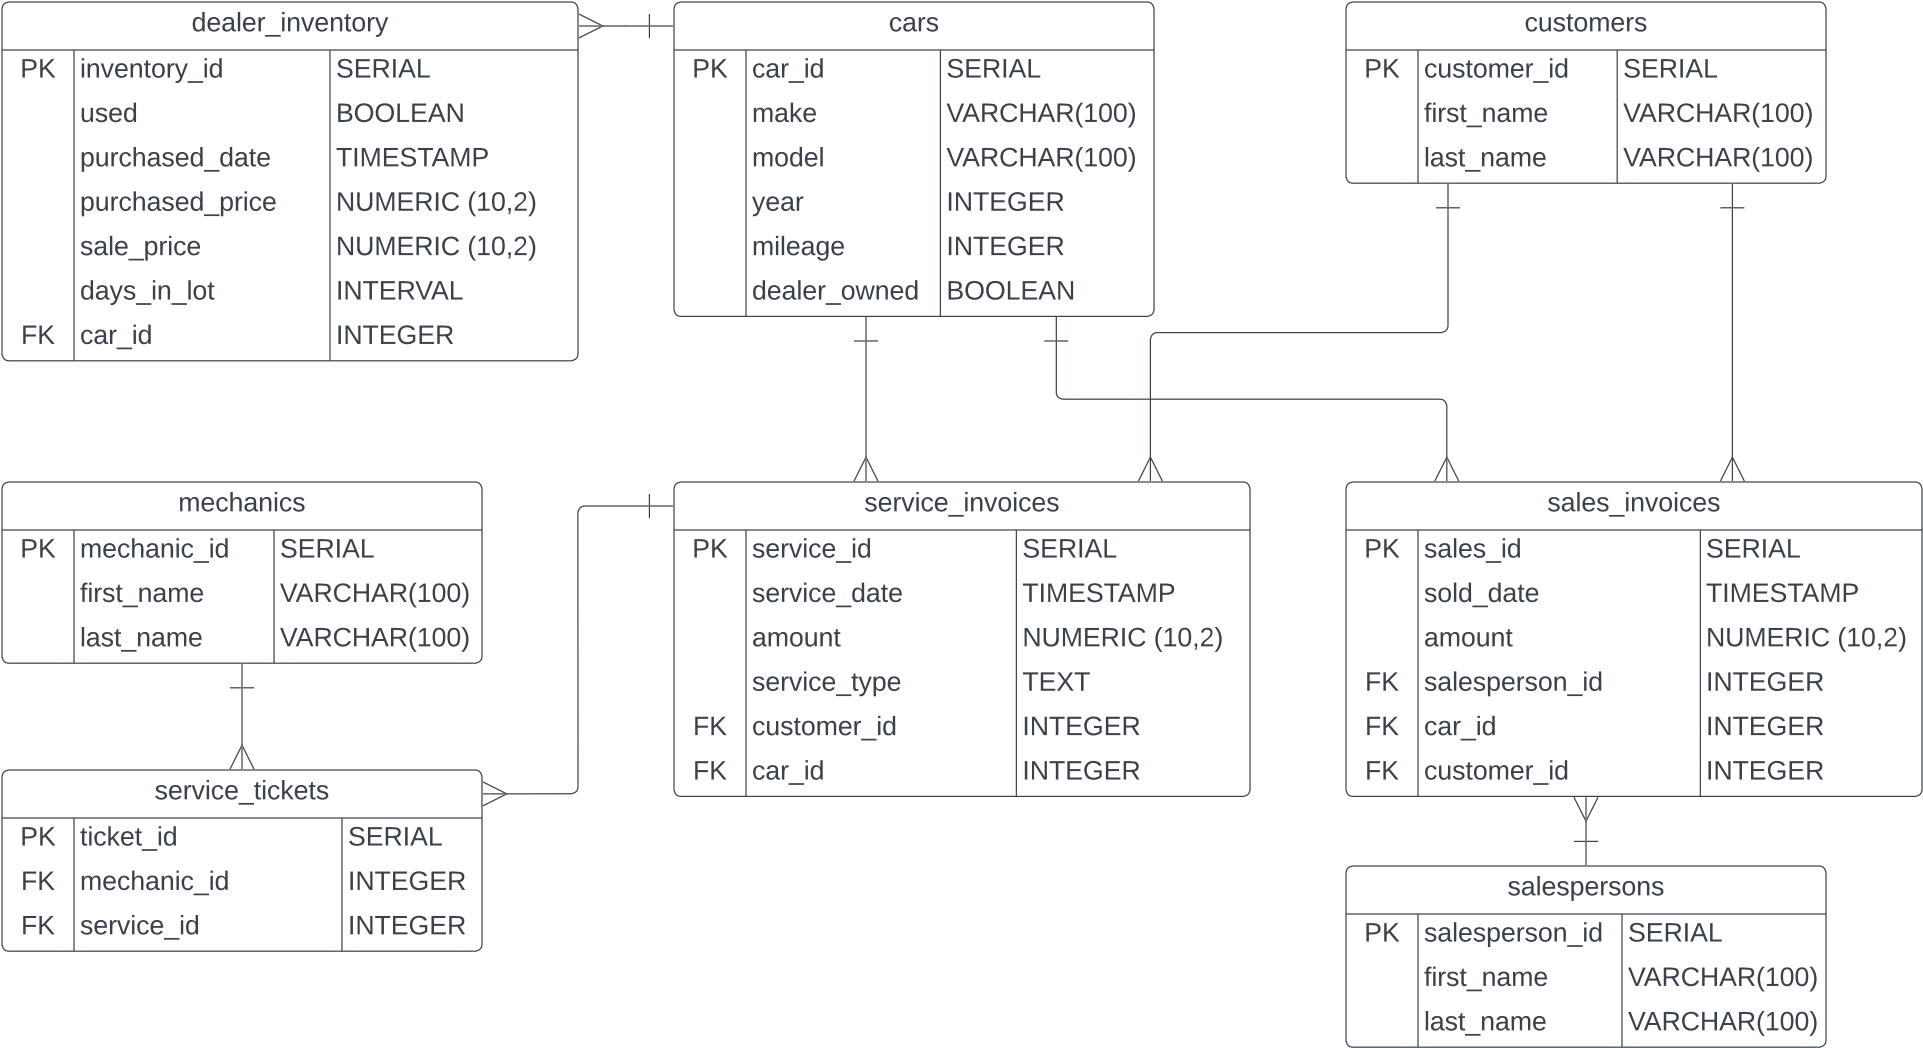 dealer_inventory
PK inventory_id SERIAL
used BOOLEAN
purchased_date TIMESTAMP
purchased_price NUMERIC (10,2)
sale_price NUMERIC (10,2)
days_in_lot INTERVAL
FK car_id INTEGER
cars
PK car_id SERIAL
make VARCHAR(100)
model VARCHAR(100)
year INTEGER
mileage INTEGER
dealer_owned BOOLEAN
customers
PK customer_id SERIAL
first_name VARCHAR(100)
last_name VARCHAR(100)
mechanics
PK mechanic_id SERIAL
first_name VARCHAR(100)
last_name VARCHAR(100)
service_invoices
PK service_id SERIAL
service_date TIMESTAMP
amount NUMERIC (10,2)
service_type TEXT
FK customer_id INTEGER
FK car_id INTEGER
sales_invoices
PK sales_id SERIAL
sold_date TIMESTAMP
amount NUMERIC (10,2)
FK salesperson_id INTEGER
FK car_id INTEGER
FK customer_id INTEGER
service_tickets
PK ticket_id SERIAL
FK mechanic_id INTEGER
FK service_id INTEGER
salespersons
PK salesperson_id SERIAL
first_name VARCHAR(100)
last_name VARCHAR(100)